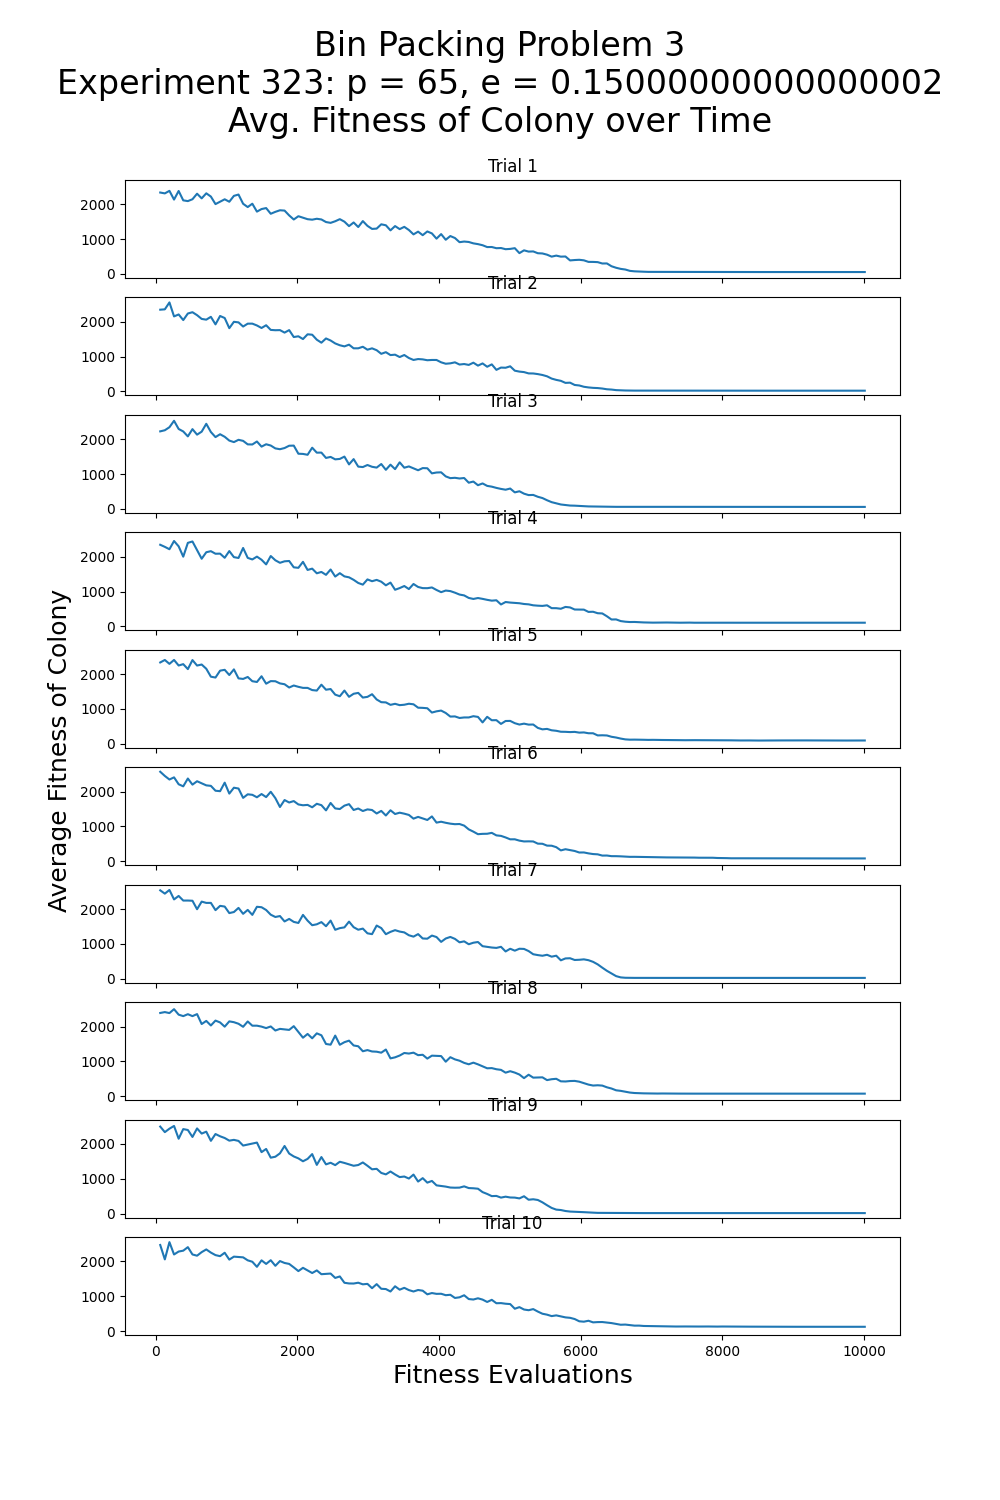 Bin Packing Problem 3
Experiment 323: p = 65, e = 0.15000000000000002
Avg. Fitness of Colony over Time
Trial 1
2000
1000
0
Trial 2
2000
1000
0
Trial 3
2000
1000
0
Trial 4
2000
1000
0
Trial 5
2000
1000
0
Trial 6
2000
1000
0
Trial 7
2000
1000
0
Trial 8
2000
1000
0
Trial 9
2000
1000
0
Trial 10
2000
1000
0
0 2000 4000 6000 8000 10000
Fitness Evaluations
Average Fitness of Colony